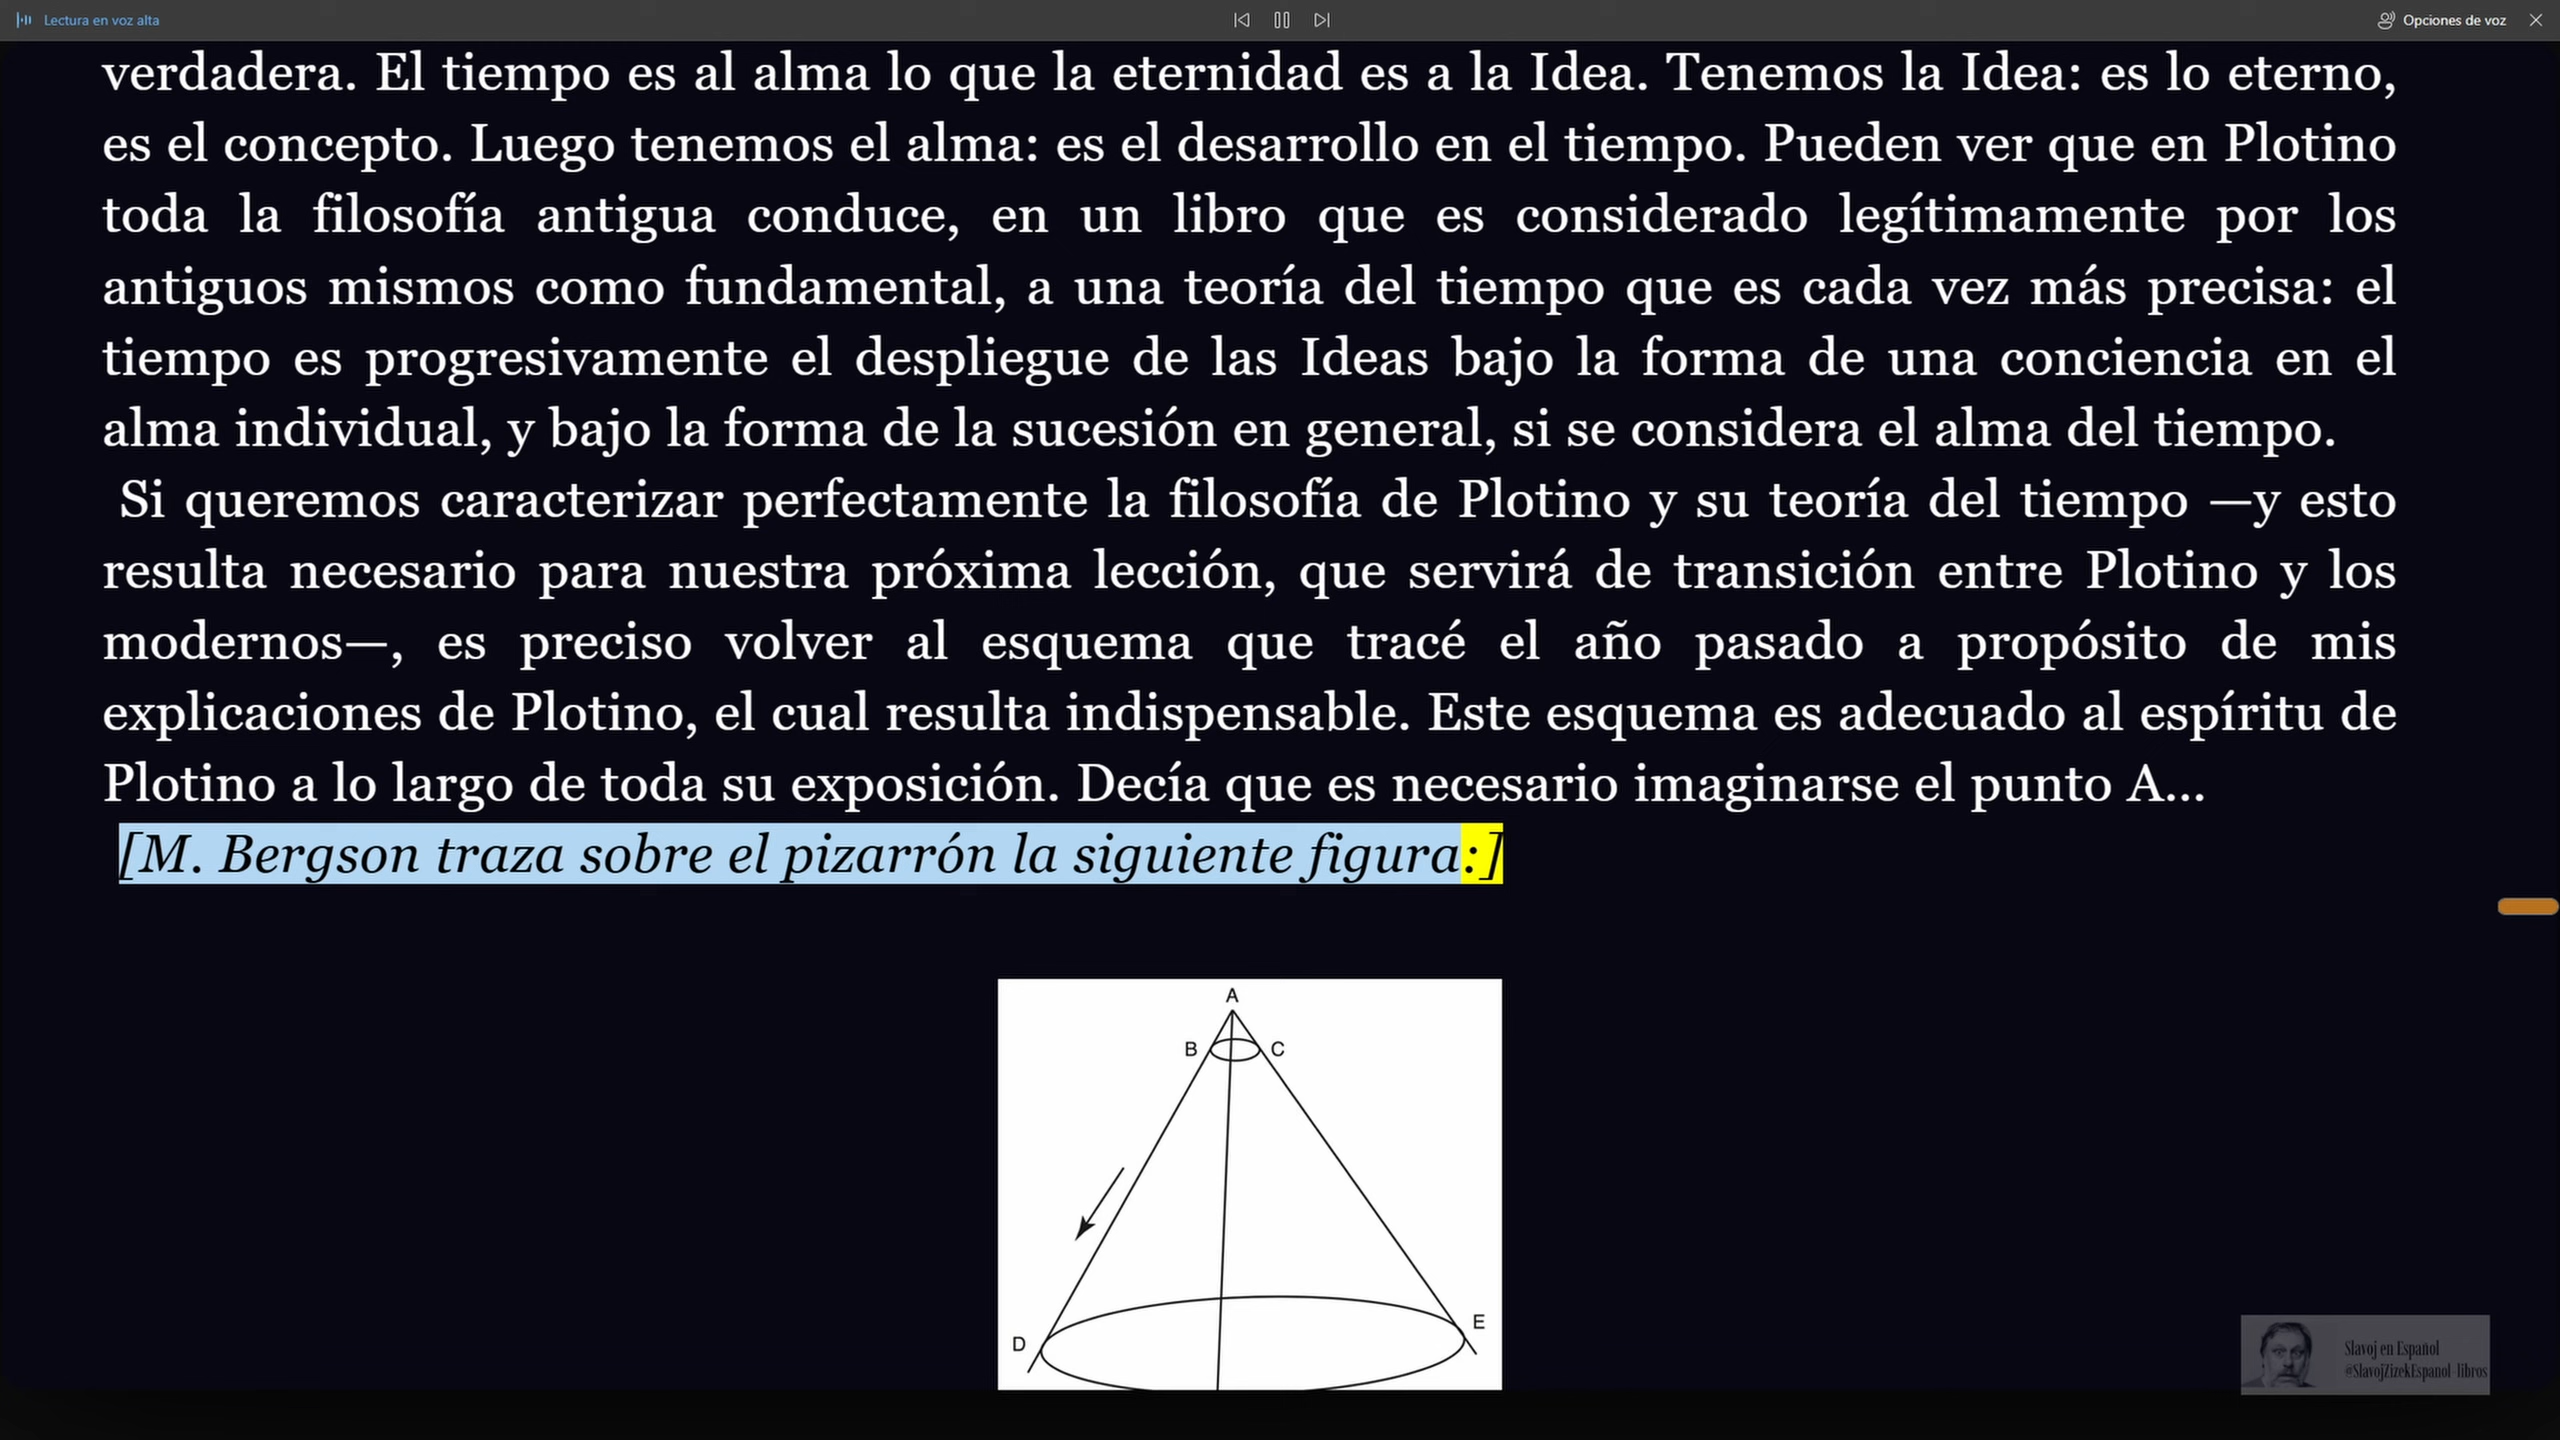 Lectura en voz alta
Opciones de voz
verdadera. El tiempo es al alma lo que la eternidad es a la Idea. Tenemos la Idea: es lo eterno,
es el concepto. Luego tenemos el alma: es el desarrollo en el tiempo. Pueden ver que en Plotino
toda la filosofía antigua conduce, en un libro que es considerado legítimamente por los
antiguos mismos como fundamental, a una teoría del tiempo que es cada vez más precisa: el
tiempo es progresivamente el despliegue de las Ideas bajo la forma de una conciencia en el
alma individual, y bajo la forma de la sucesión en general, si se considera el alma del tiempo.
Si queremos caracterizar perfectamente la filosofía de Plotino y su teoría del tiempo —y esto
resulta necesario para nuestra próxima lección, que servirá de transición entre Plotino y los
modernos—, es preciso volver al esquema que tracé el año pasado a propósito de mis
explicaciones de Plotino, el cual resulta indispensable. Este esquema es adecuado al espíritu de
Plotino a lo largo de toda su exposición. Decía que es necesario imaginarse el punto A...
[M. Bergson traza sobre el pizarrón la siguiente figura:]
A
B C
E
D
Slavoj en Español
@SlavojZizekEspanol-libros